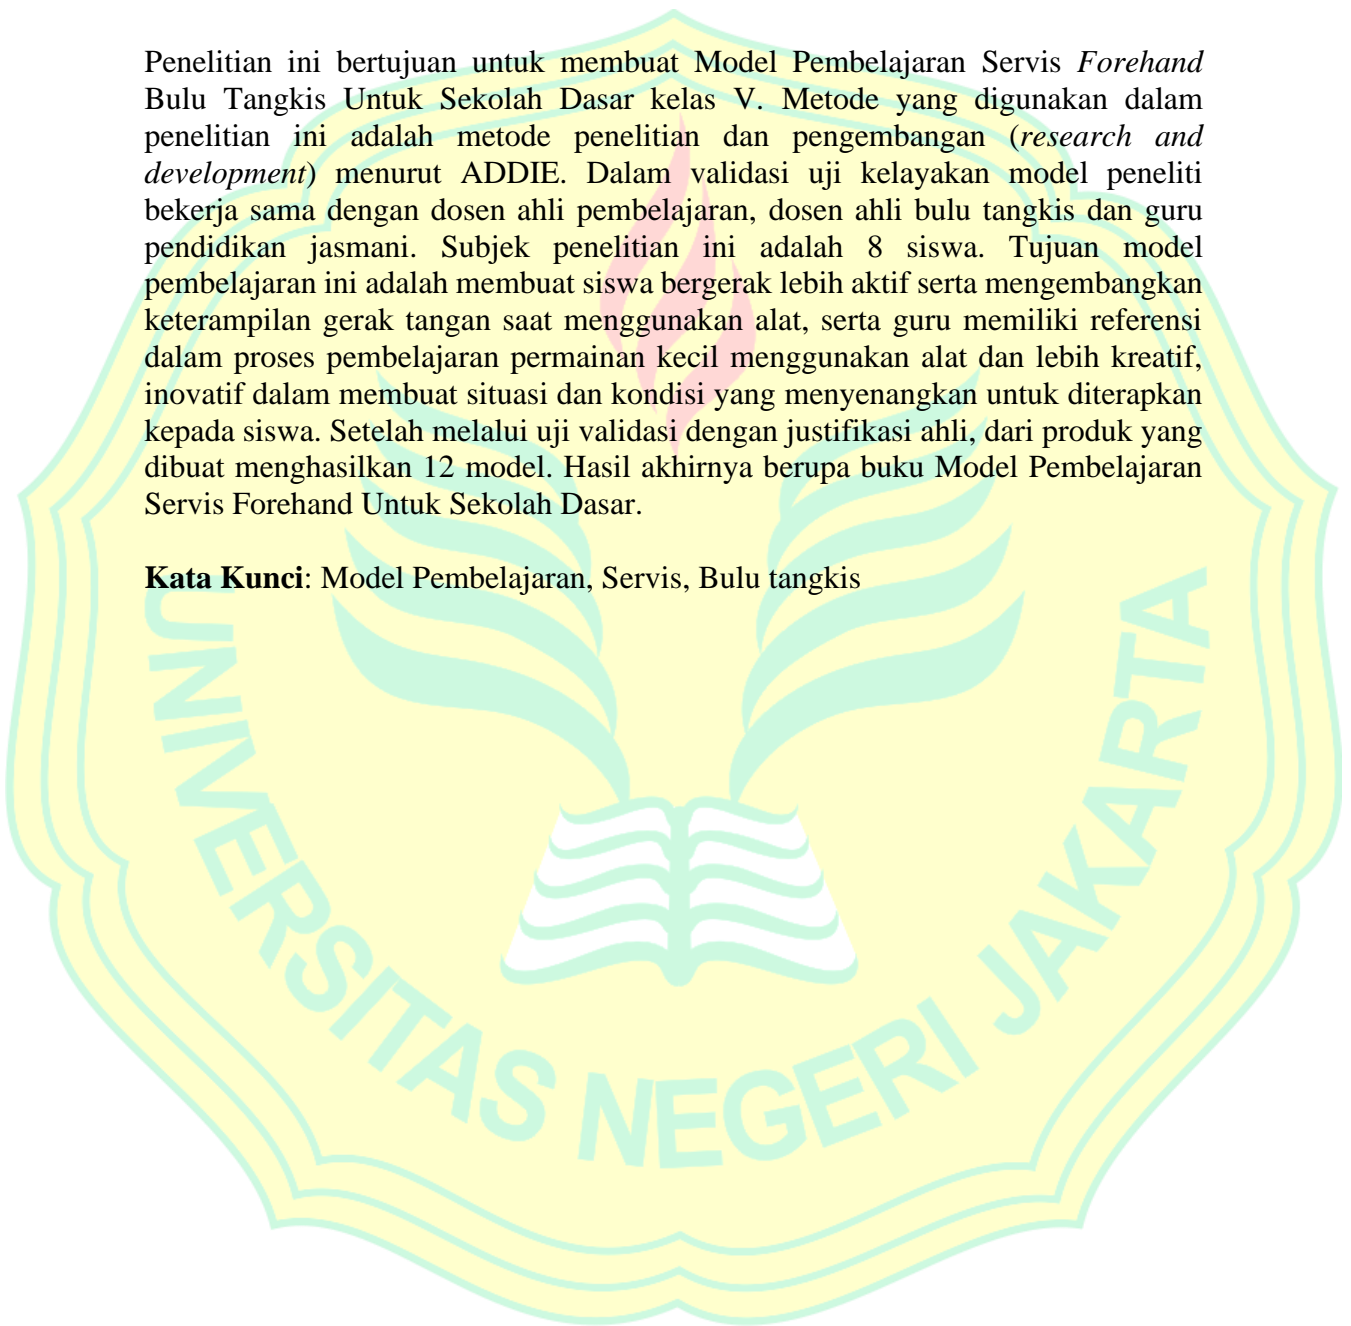 Penelitian ini bertujuan untuk membuat Model Pembelajaran Servis Forehand
Bulu Tangkis Untuk Sekolah Dasar kelas V. Metode yang digunakan dalam
penelitian ini adalah metode penelitian dan pengembangan (research and
development) menurut ADDIE. Dalam validasi uji kelayakan model peneliti
bekerja sama dengan dosen ahli pembelajaran, dosen ahli bulu tangkis dan guru
pendidikan jasmani. Subjek penelitian ini adalah 8 siswa. Tujuan model
pembelajaran ini adalah membuat siswa bergerak lebih aktif serta mengembangkan
keterampilan gerak tangan saat menggunakan alat, serta guru memiliki referensi
dalam proses pembelajaran permainan kecil menggunakan alat dan lebih kreatif,
inovatif dalam membuat situasi dan kondisi yang menyenangkan untuk diterapkan
kepada siswa. Setelah melalui uji validasi dengan justifikasi ahli, dari produk yang
dibuat menghasilkan 12 model. Hasil akhirnya berupa buku Model Pembelajaran
Servis Forehand Untuk Sekolah Dasar.
Kata Kunci: Model Pembelajaran, Servis, Bulu tangkis
UNIVERSITAS NEGERI JAKARTA